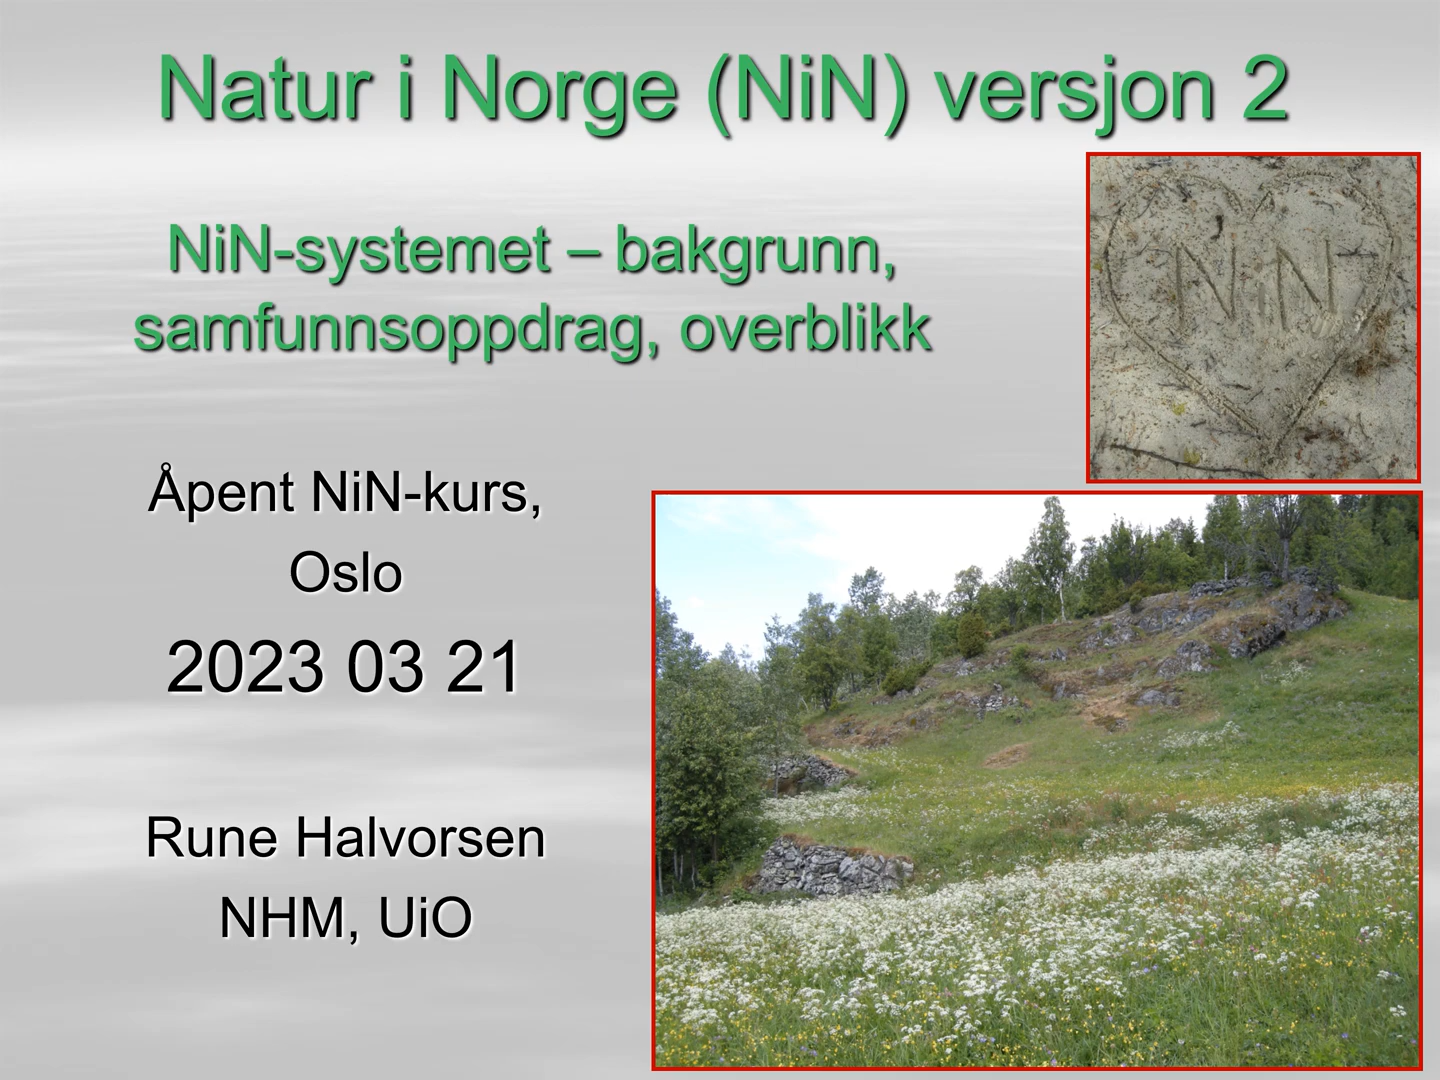 Natur i Norge (NiN) versjon 2
NiN-systemet – bakgrunn,
samfunnsoppdrag, overblikk
NiN
Åpent NiN-kurs,
Oslo
2023 03 21
Rune Halvorsen
NHM, UiO